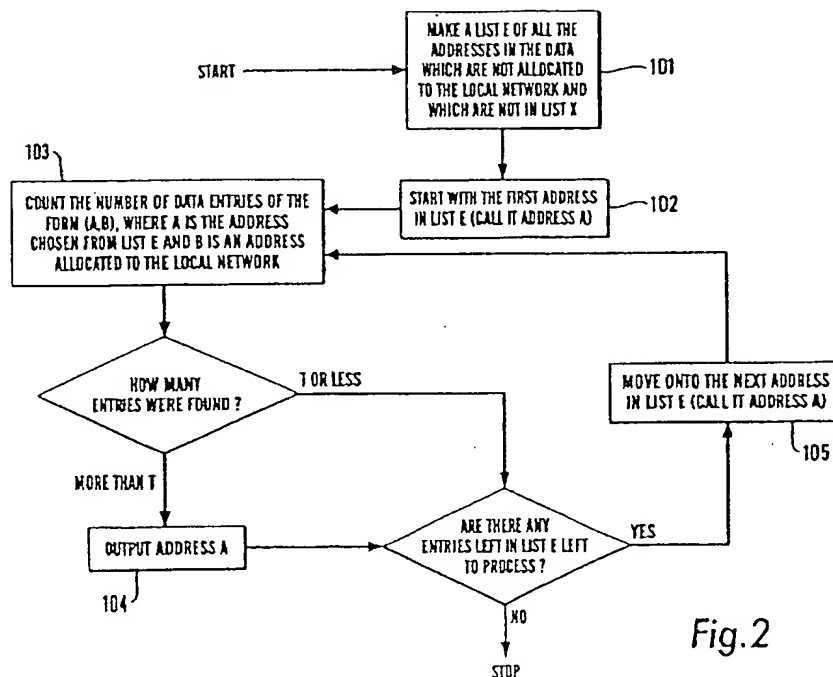 START
MAKE A LIST E OF ALL THE
ADDRESSES IN THE DATA
WHICH ARE NOT ALLOCATED
TO THE LOCAL NETWORK AND
WHICH ARE NOT IN LIST X
101
103
COUNT THE NUMBER OF DATA ENTRIES OF THE
FORM (A,B), WHERE A IS THE ADDRESS
CHOSEN FROM LIST E AND B IS AN ADDRESS
ALLOCATED TO THE LOCAL NETWORK
START WITH THE FIRST ADDRESS
IN LIST E (CALL IT ADDRESS A)
102
HOW MANY
ENTRIES WERE FOUND ?
T OR LESS
MOVE ONTO THE NEXT ADDRESS
IN LIST E (CALL IT ADDRESS A)
105
MORE THAN T
OUTPUT ADDRESS A
104
ARE THERE ANY
ENTRIES LEFT IN LIST E LEFT
TO PROCESS ?
YES
NO
STOP
Fig.2